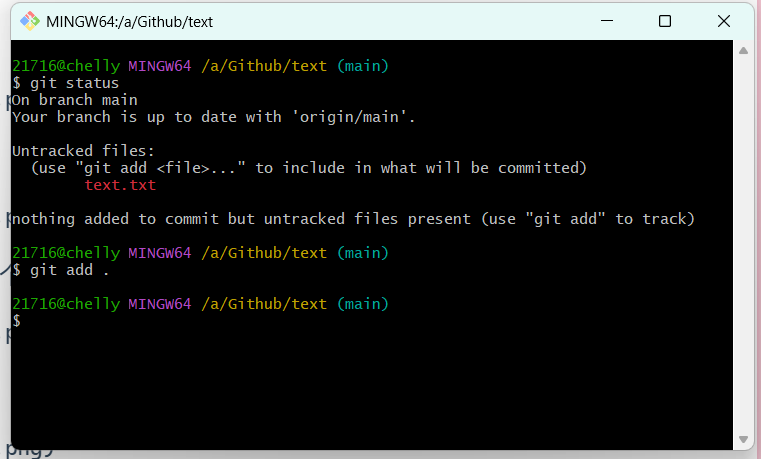 MINGW64:/a/Github/text
21716@chelly MINGW64 /a/Github/text (main)
$ git status
On branch main
Your branch is up to date with 'origin/main'.
Untracked files:
  (use "git add <file>..." to include in what will be committed)
        text.txt
nothing added to commit but untracked files present (use "git add" to track)
21716@chelly MINGW64 /a/Github/text (main)
$ git add .
21716@chelly MINGW64 /a/Github/text (main)
$